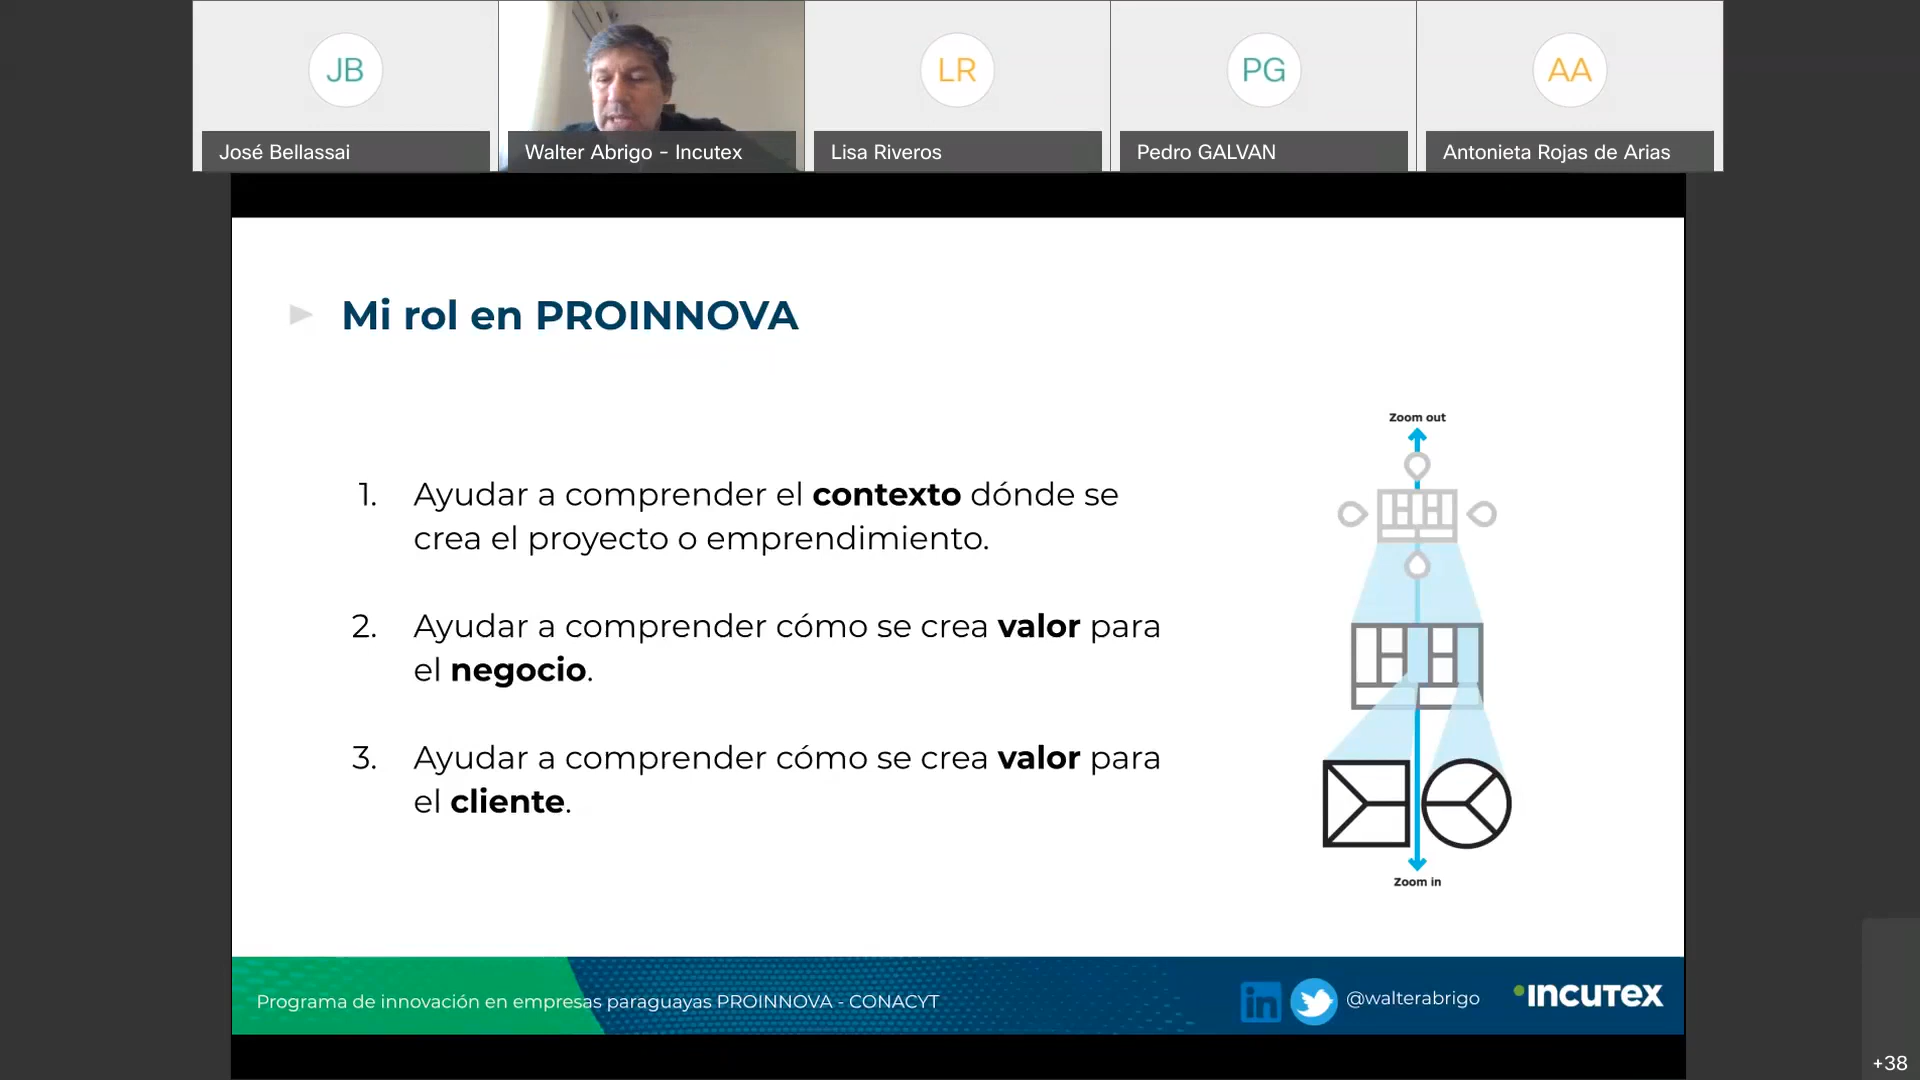 JB
LR
PG
AA
José Bellassai
Walter Abrigo - Incutex
Lisa Riveros
Pedro GALVAN
Antonieta Rojas de Arias
Mi rol en PROINNOVA
1. Ayudar a comprender el contexto dónde se
crea el proyecto o emprendimiento.
2. Ayudar a comprender cómo se crea valor para
el negocio.
3. Ayudar a comprender cómo se crea valor para
el cliente.
Zoom out
Zoom in
Programa de innovación en empresas paraguayas PROINNOVA - CONACYT
in
@walterabrigo
INCUTEX
+38